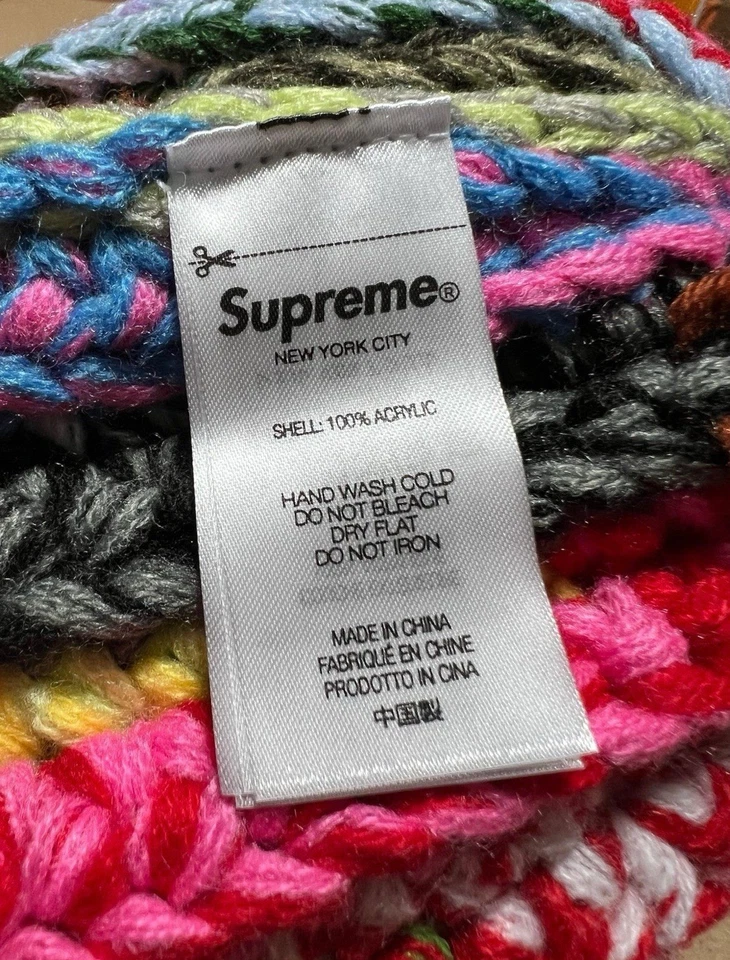 Supreme®
NEW YORK CITY
SHELL: 100% ACRYLIC
HAND WASH COLD
DO NOT BLEACH
DRY FLAT
DO NOT IRON
MADE IN CHINA
FABRIQUÉ EN CHINE
PRODOTTO IN CINA
中国製